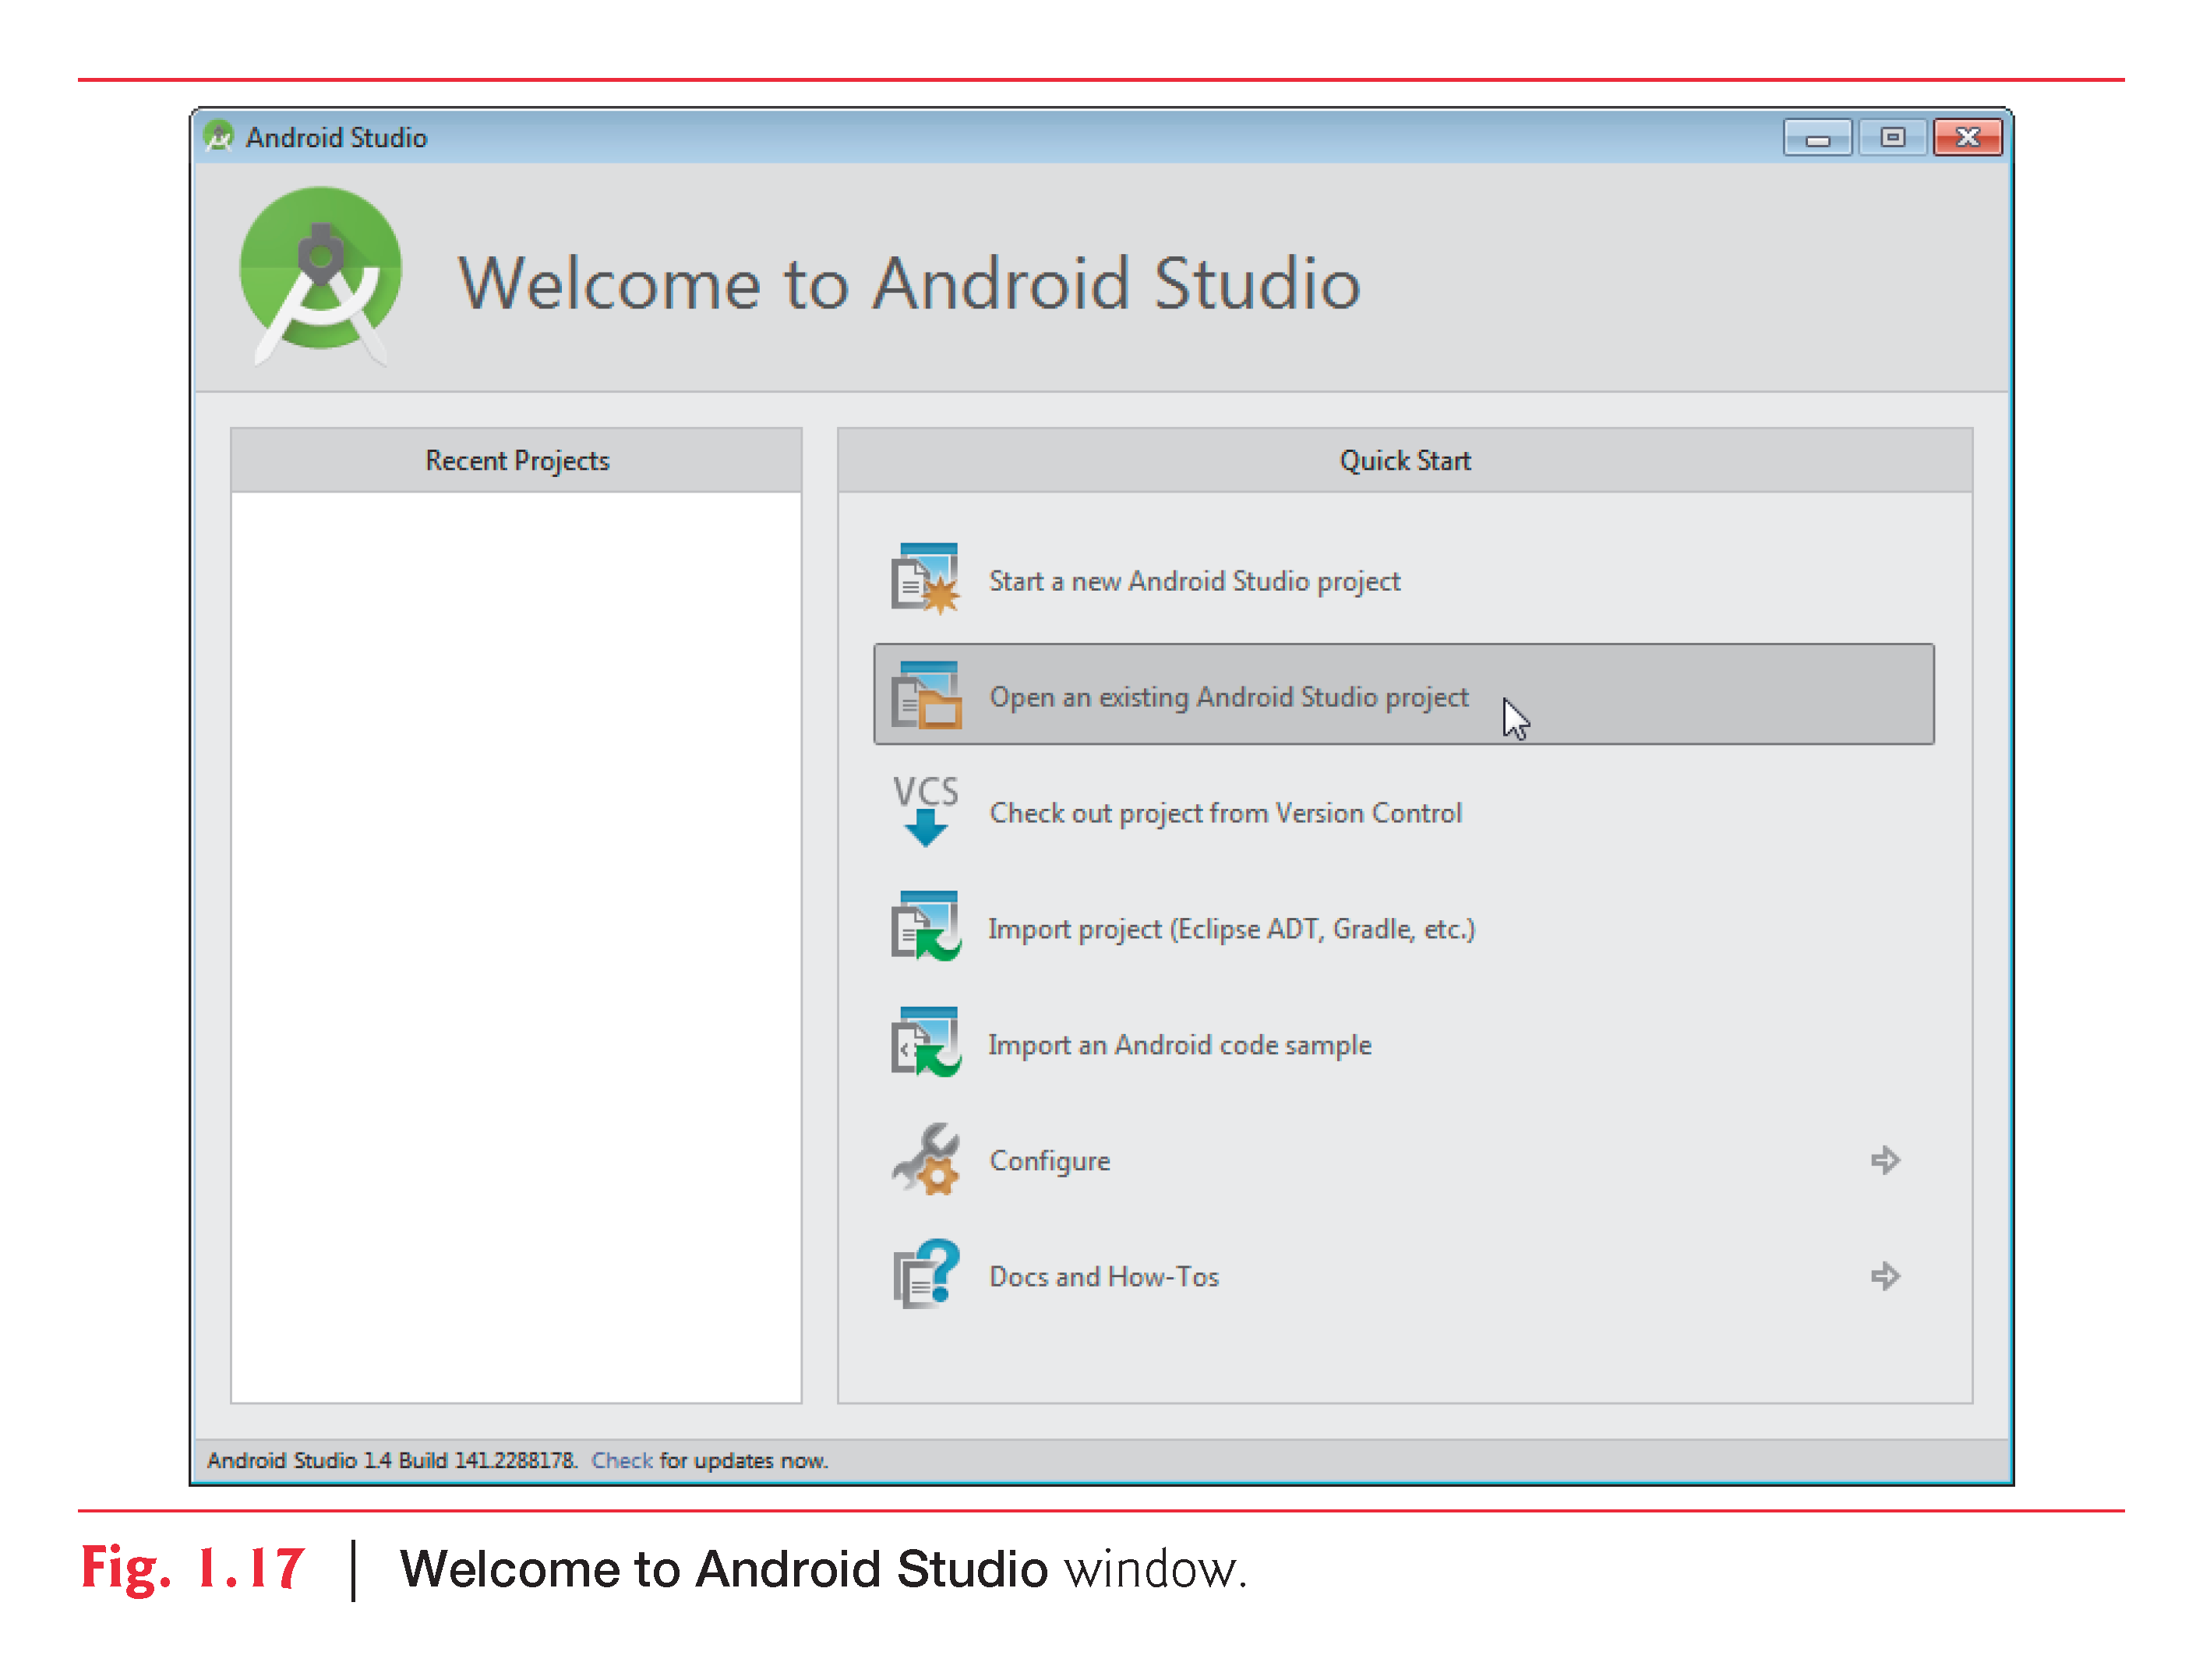 Android Studio
Welcome to Android Studio
Recent Projects
Quick Start
Start a new Android Studio project
Open an existing Android Studio project
VCS
Check out project from Version Control
Import project (Eclipse ADT, Gradle, etc.)
Import an Android code sample
Configure
Docs and How-Tos
Android Studio 1.4 Build 141.2288178. Check for updates now.
Fig. 1.17 | Welcome to Android Studio window.